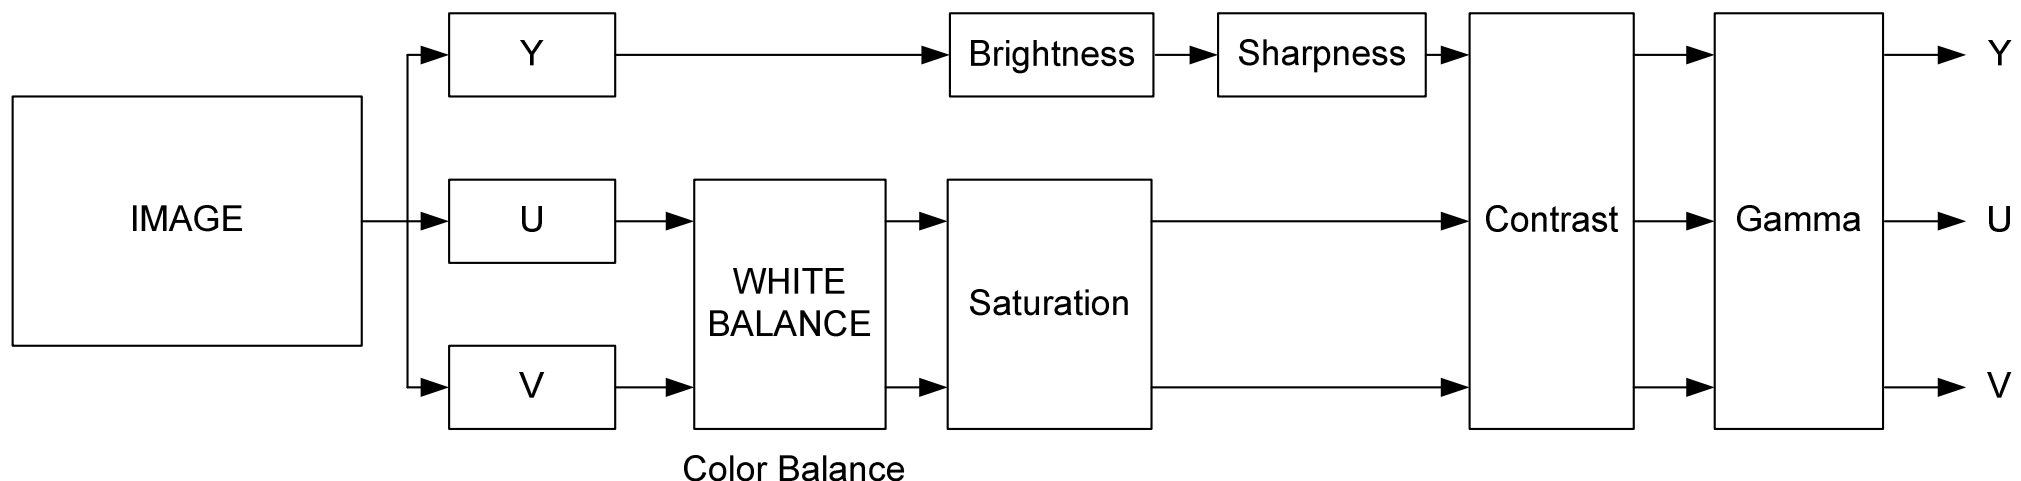 Y
Brightness
Sharpness
Y
IMAGE
U
Contrast
Gamma
U
WHITE
BALANCE
Saturation
V
V
Color Balance